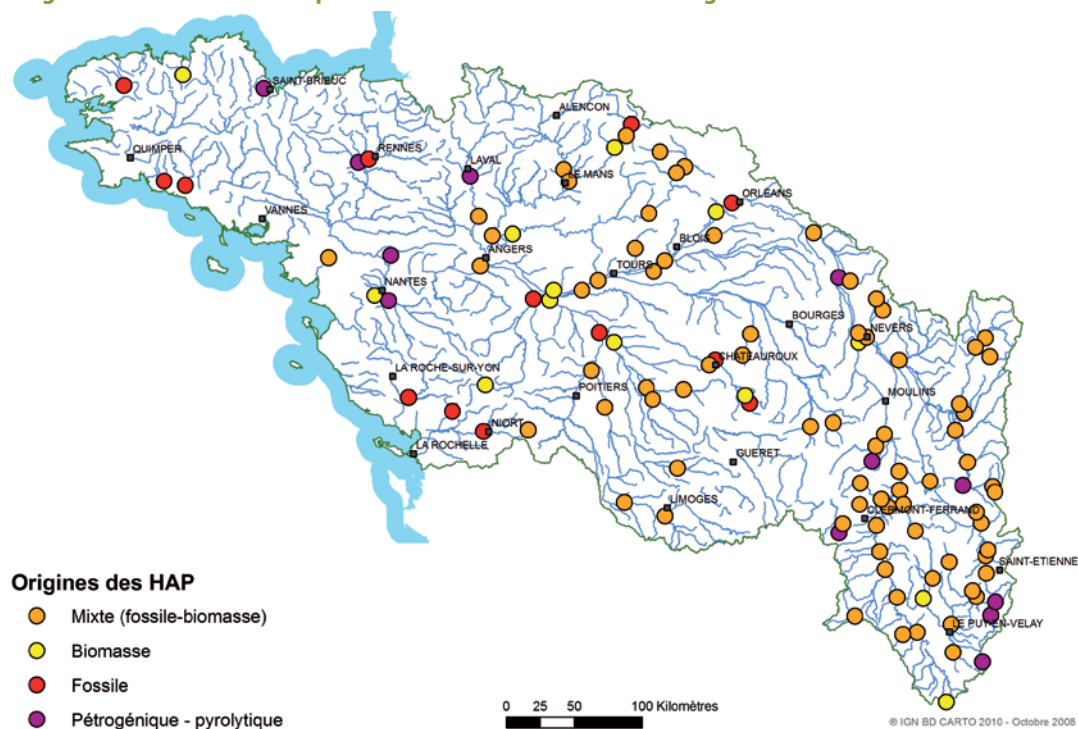 SAINT-BRIEUC
ALENCON
QUIMPER
RENNES
LAVAL
LE MANS
ORLEANS
VANNES
ANGERS
BLOIS
TOURS
NANTES
BOURGES
NEVERS
CHATEAUROUX
LA ROCHE-SUR-YON
POITIERS
MOULINS
NIORT
LA ROCHELLE
GUERET
LIMOGES
CLERMONT-FERRAND
SAINT-ETIENNE
LE PUY-EN-VELAY
Origines des HAP
Mixte (fossile-biomasse)
Biomasse
Fossile
Pétrogénique - pyrolytique
0 25 50 100 Kilomètres
© IGN BD CARTO 2010 - Octobre 2008